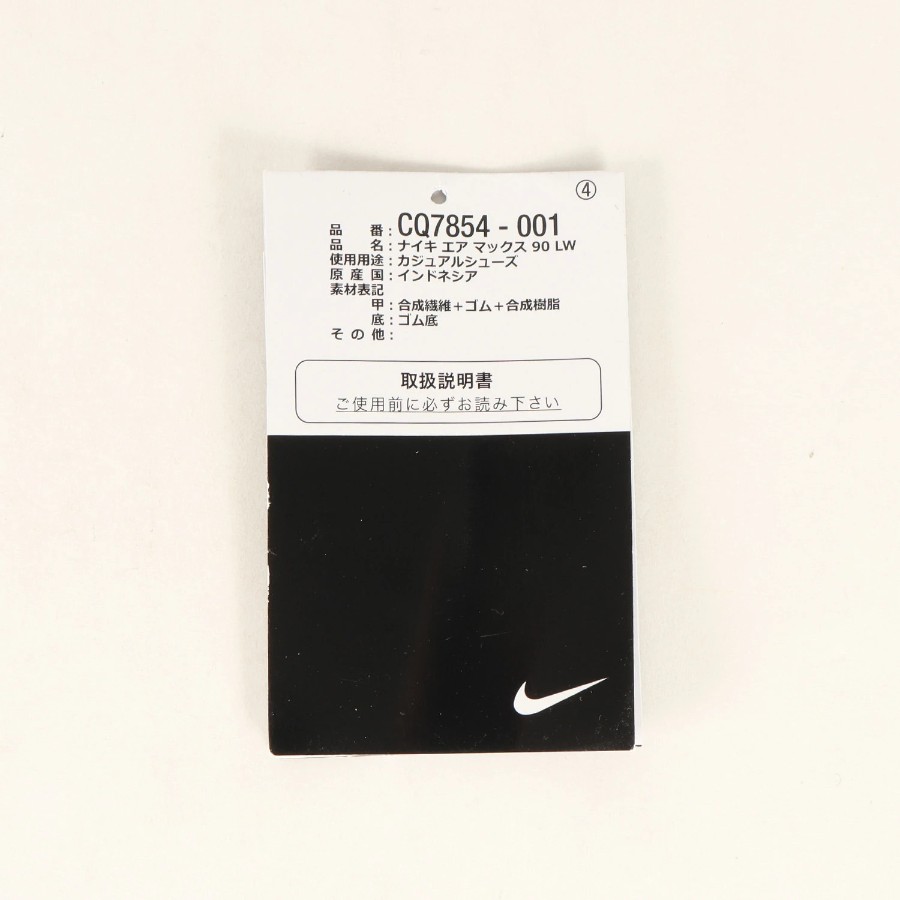 ④
品番:CQ7854-001
品名:ナイキ エア マックス 90 LW
使用用途:カジュアルシューズ
原産国:インドネシア
素材表記
甲:合成繊維+ゴム+合成樹脂
底:ゴム底
その他:
取扱説明書
ご使用前に必ずお読み下さい